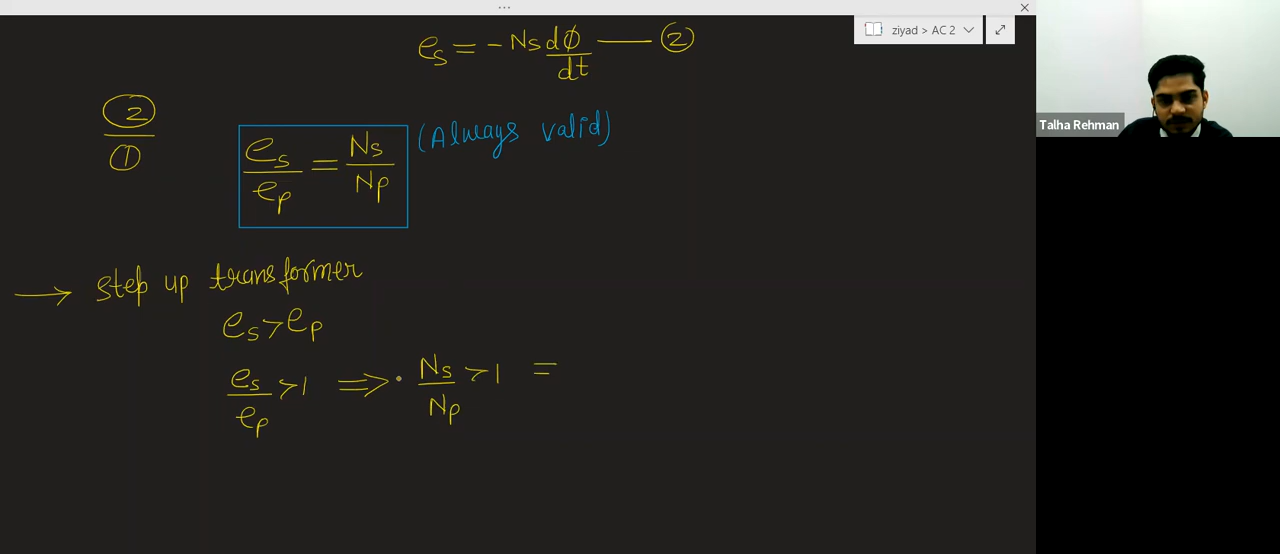 ziyad > AC 2
eₛ = -Nₛ dφ/dt —— ②
②/①
eₛ/eₚ = Nₛ/Nₚ (Always valid)
Talha Rehman
→ Step up transformer
eₛ > eₚ
eₛ/eₚ > 1 ⟹ Nₛ/Nₚ > 1 =